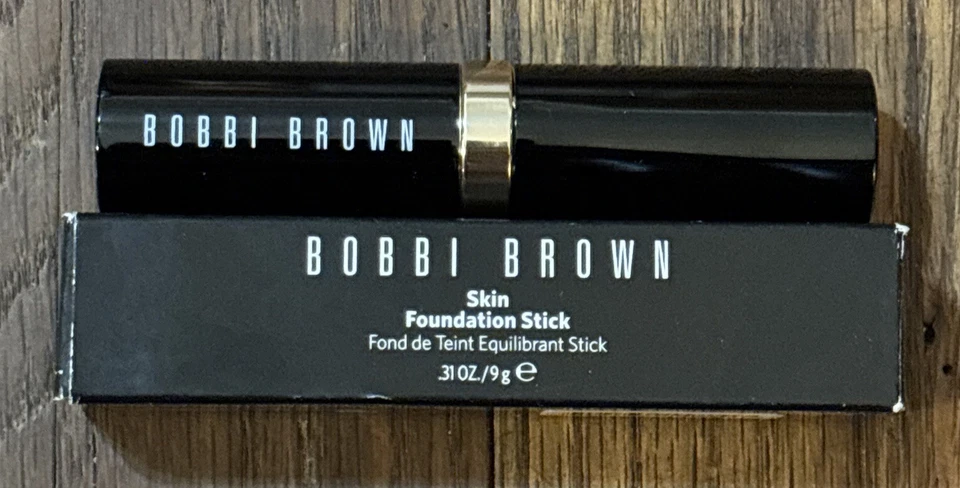 BOBBI BROWN
BOBBI BROWN
Skin
Foundation Stick
Fond de Teint Equilibrant Stick
.31 OZ./9 g ℮